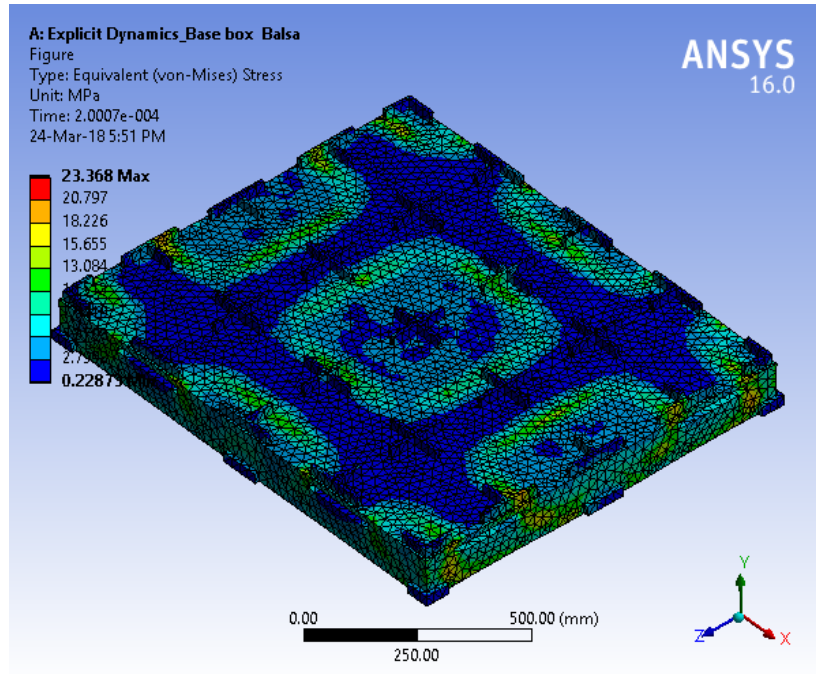 A: Explicit Dynamics_Base box Balsa
Figure
Type: Equivalent (von-Mises) Stress
Unit: MPa
Time: 2.0007e-004
24-Mar-18 5:51 PM
ANSYS
16.0
23.368 Max
20.797
18.226
15.655
13.084
0.22875
0.00
500.00 (mm)
250.00
Y
Z
X